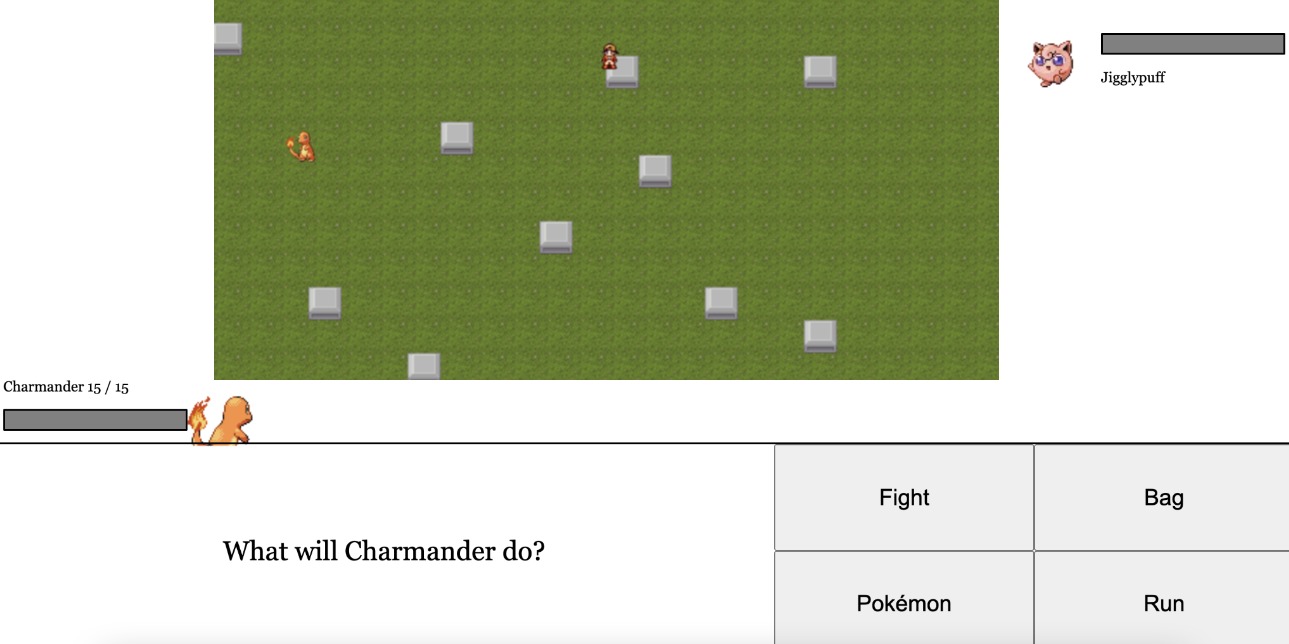 Jigglypuff
Charmander 15 / 15
What will Charmander do?
Fight
Bag
Pokémon
Run